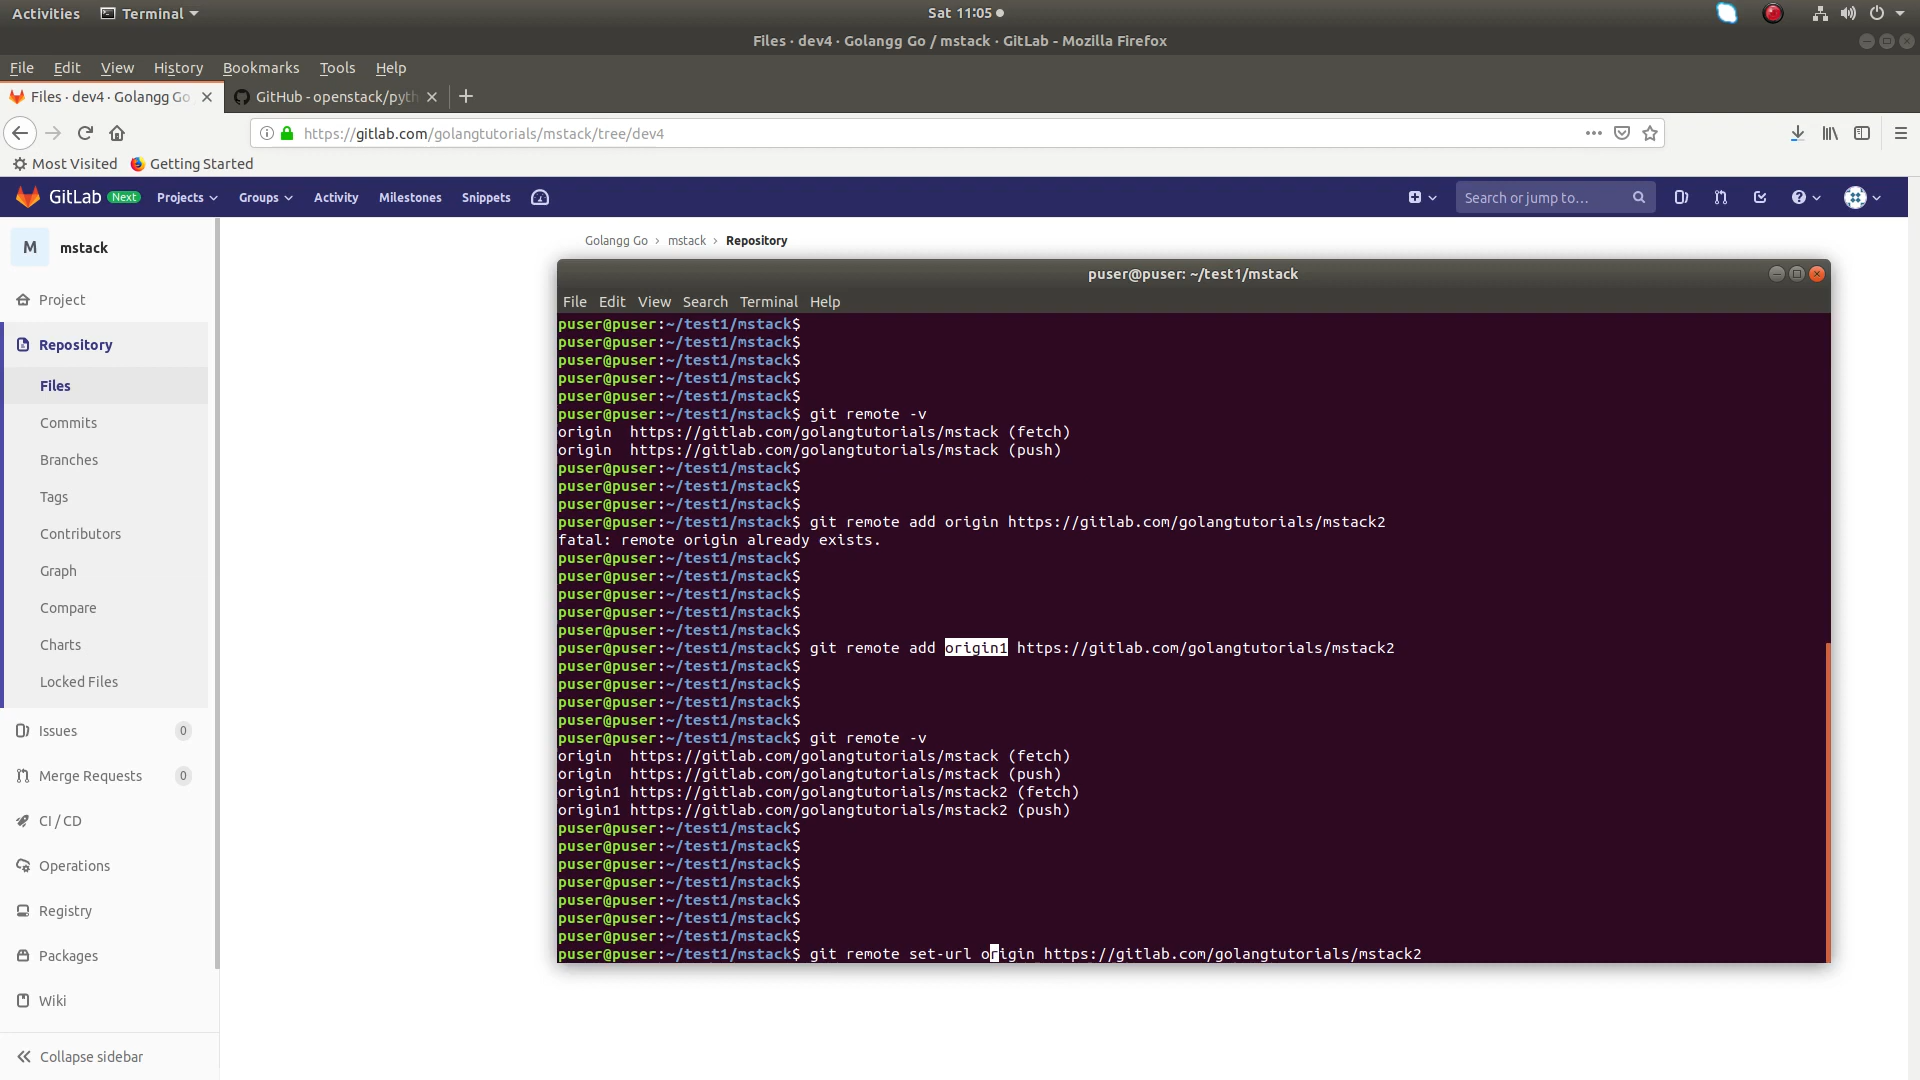 Activities Terminal Sat 11:05
Files · dev4 · Golangg Go / mstack · GitLab - Mozilla Firefox
File Edit View History Bookmarks Tools Help
Files · dev4 · Golangg Go GitHub - openstack/pyth
https://gitlab.com/golangtutorials/mstack/tree/dev4
Most Visited Getting Started
GitLab Next Projects Groups Activity Milestones Snippets Search or jump to…
M mstack
Project
Repository
Files
Commits
Branches
Tags
Contributors
Graph
Compare
Charts
Locked Files
Issues 0
Merge Requests 0
CI / CD
Operations
Registry
Packages
Wiki
Collapse sidebar
Golangg Go › mstack › Repository
puser@puser: ~/test1/mstack
File Edit View Search Terminal Help
puser@puser:~/test1/mstack$
puser@puser:~/test1/mstack$
puser@puser:~/test1/mstack$
puser@puser:~/test1/mstack$
puser@puser:~/test1/mstack$
puser@puser:~/test1/mstack$ git remote -v
origin  https://gitlab.com/golangtutorials/mstack (fetch)
origin  https://gitlab.com/golangtutorials/mstack (push)
puser@puser:~/test1/mstack$
puser@puser:~/test1/mstack$
puser@puser:~/test1/mstack$
puser@puser:~/test1/mstack$ git remote add origin https://gitlab.com/golangtutorials/mstack2
fatal: remote origin already exists.
puser@puser:~/test1/mstack$
puser@puser:~/test1/mstack$
puser@puser:~/test1/mstack$
puser@puser:~/test1/mstack$
puser@puser:~/test1/mstack$
puser@puser:~/test1/mstack$ git remote add origin1 https://gitlab.com/golangtutorials/mstack2
puser@puser:~/test1/mstack$
puser@puser:~/test1/mstack$
puser@puser:~/test1/mstack$
puser@puser:~/test1/mstack$
puser@puser:~/test1/mstack$ git remote -v
origin  https://gitlab.com/golangtutorials/mstack (fetch)
origin  https://gitlab.com/golangtutorials/mstack (push)
origin1 https://gitlab.com/golangtutorials/mstack2 (fetch)
origin1 https://gitlab.com/golangtutorials/mstack2 (push)
puser@puser:~/test1/mstack$
puser@puser:~/test1/mstack$
puser@puser:~/test1/mstack$
puser@puser:~/test1/mstack$
puser@puser:~/test1/mstack$
puser@puser:~/test1/mstack$
puser@puser:~/test1/mstack$
puser@puser:~/test1/mstack$ git remote set-url origin https://gitlab.com/golangtutorials/mstack2